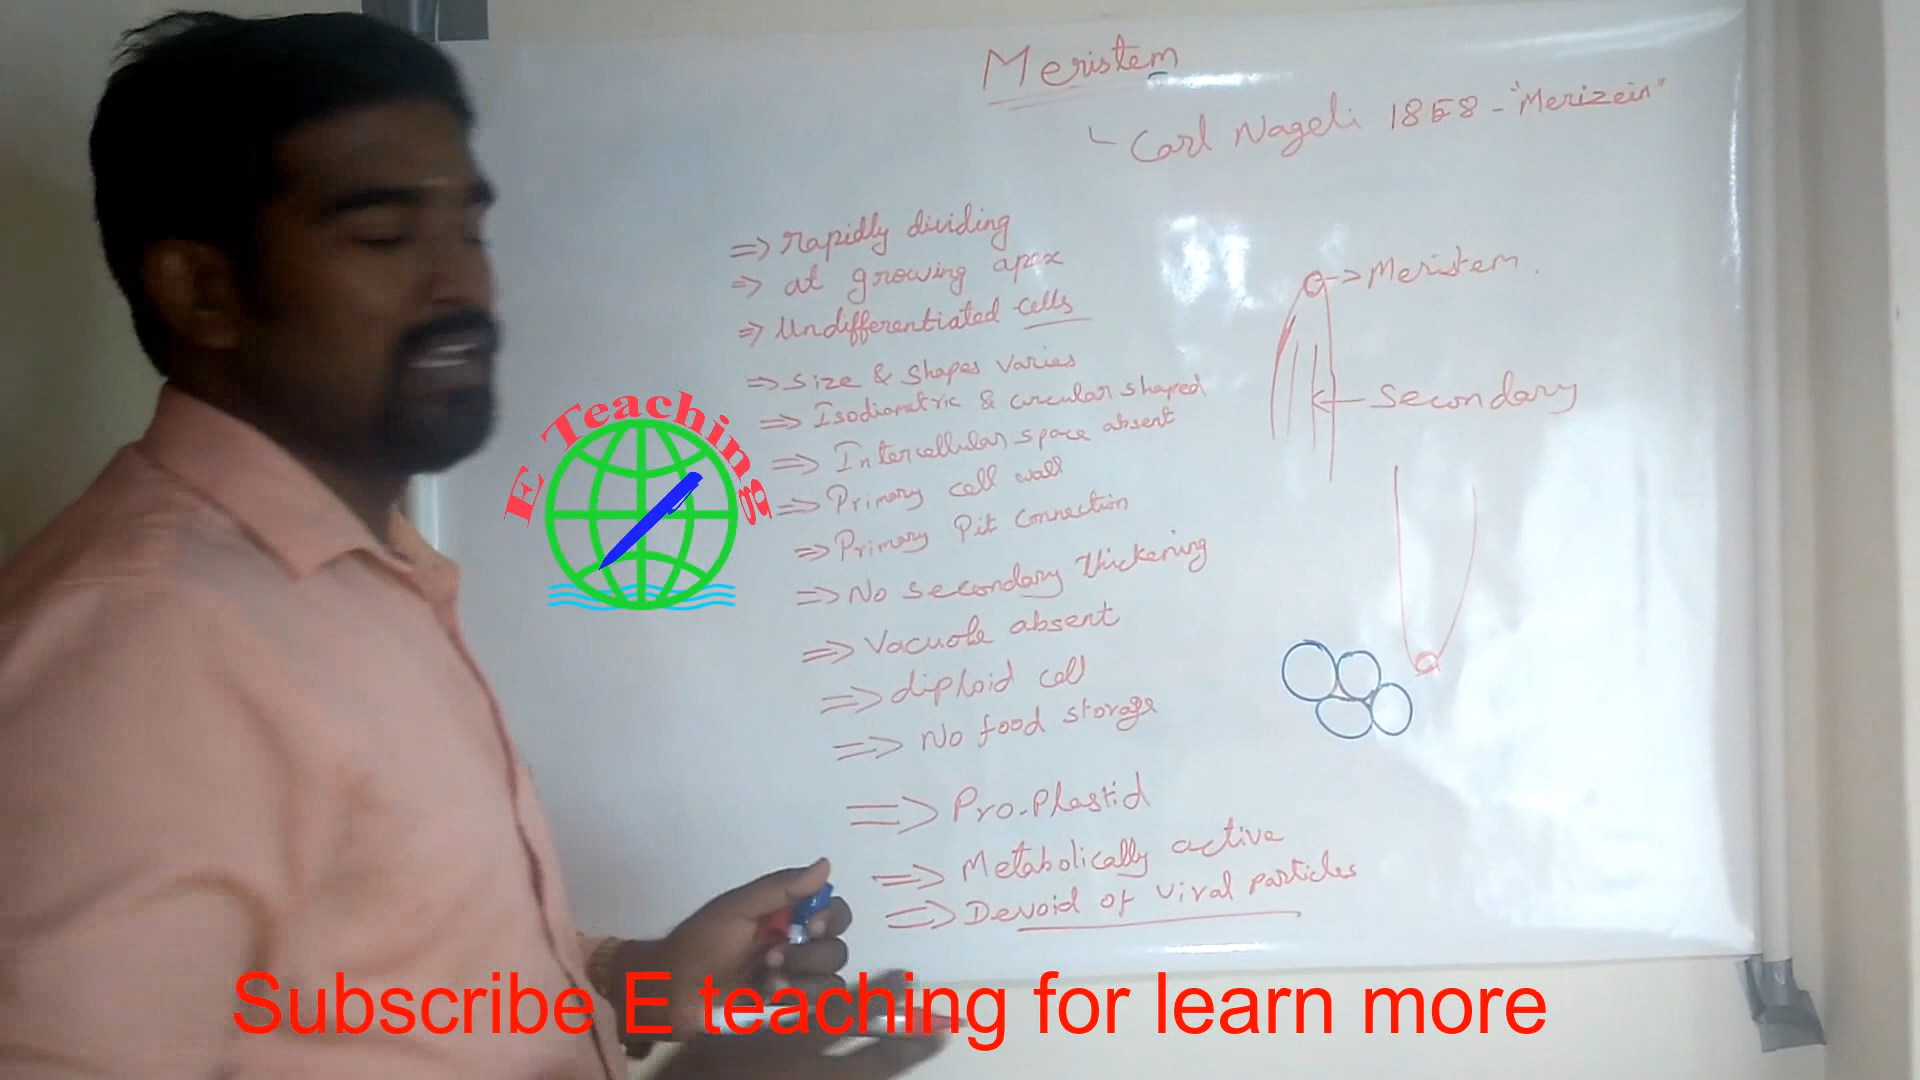 Meristem
Carl Nageli 1858 - "Merizein"
=> rapidly dividing
=> at growing apex
=> Undifferentiated cells
=> size & shapes varies
=> Isodiametric & circular shaped
=> Intercellular space absent
=> Primary cell wall
=> Primary Pit connection
=> No secondary thickening
=> Vacuole absent
=> diploid cell
=> No food storage
=> Pro-plastid
=> Metabolically active
=> Devoid of viral particles
-> Meristem.
Secondary
E Teaching
Subscribe E teaching for learn more